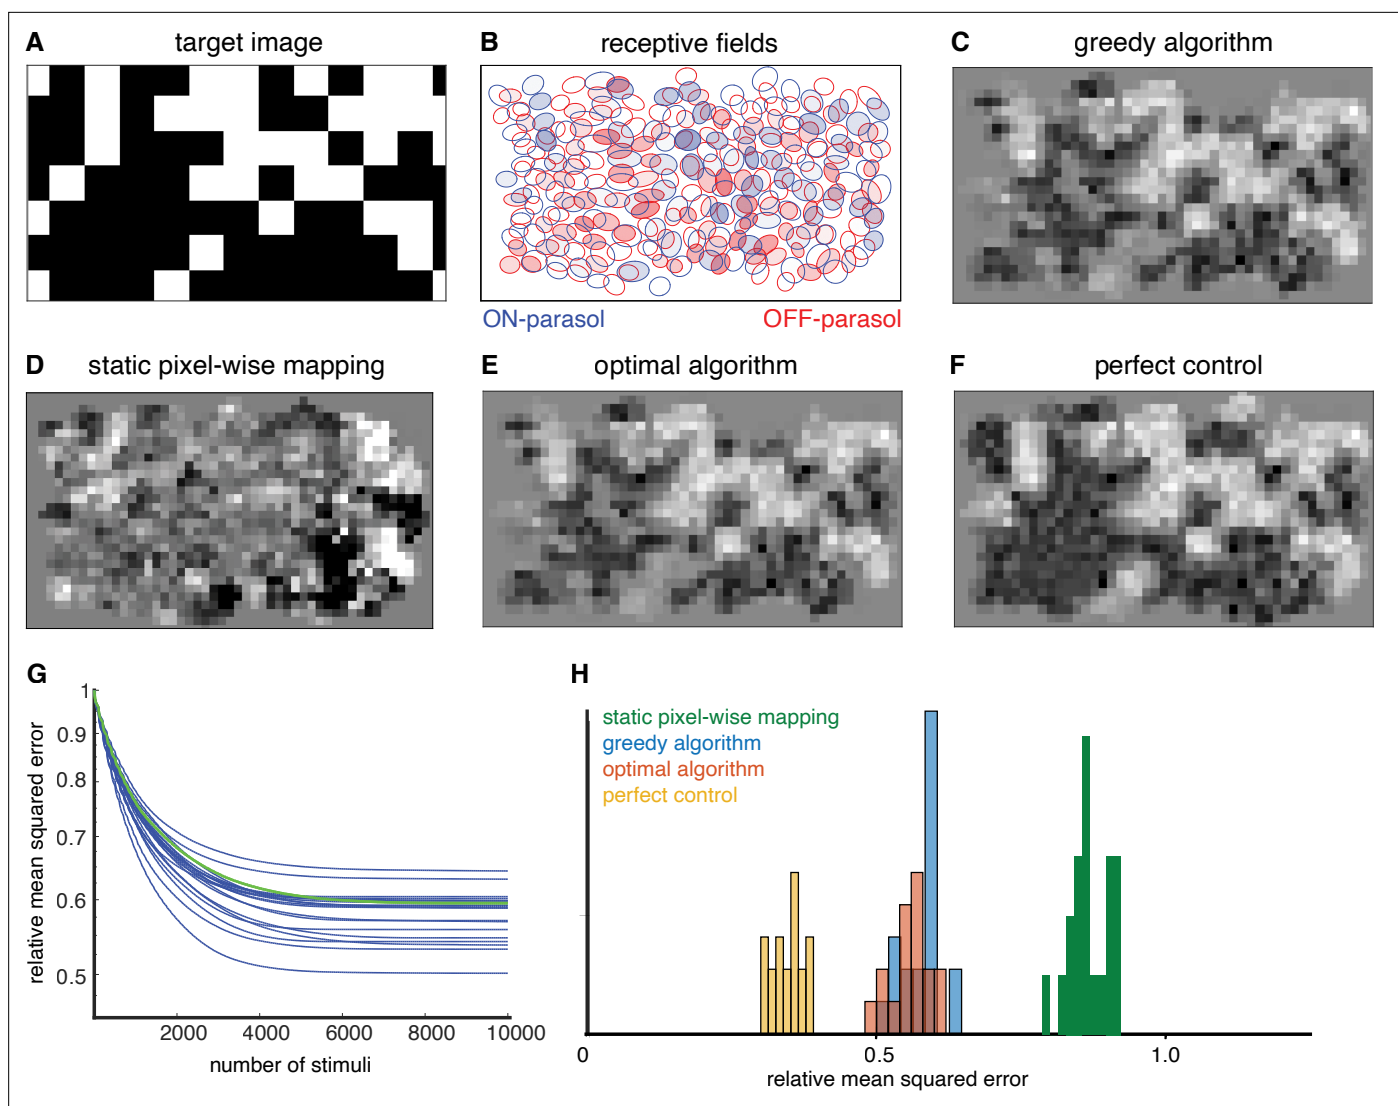 A target image
B receptive fields
C greedy algorithm
ON-parasol OFF-parasol
D static pixel-wise mapping
E optimal algorithm
F perfect control
G
1
0.9
0.8
0.7
0.6
0.5
relative mean squared error
2000 4000 6000 8000 10000
number of stimuli
H
static pixel-wise mapping
greedy algorithm
optimal algorithm
perfect control
0 0.5 1.0
relative mean squared error